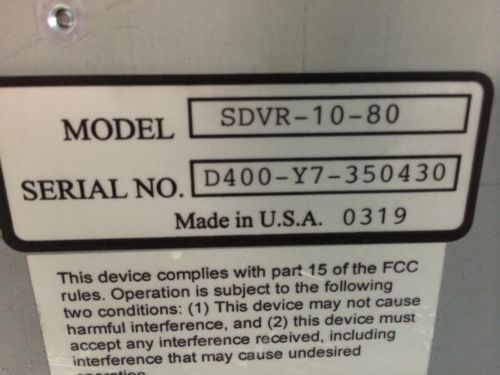 MODEL SDVR-10-80
SERIAL NO. D400-Y7-350430
Made in U.S.A. 0319
This device complies with part 15 of the FCC
rules. Operation is subject to the following
two conditions: (1) This device may not cause
harmful interference, and (2) this device must
accept any interference received, including
interference that may cause undesired